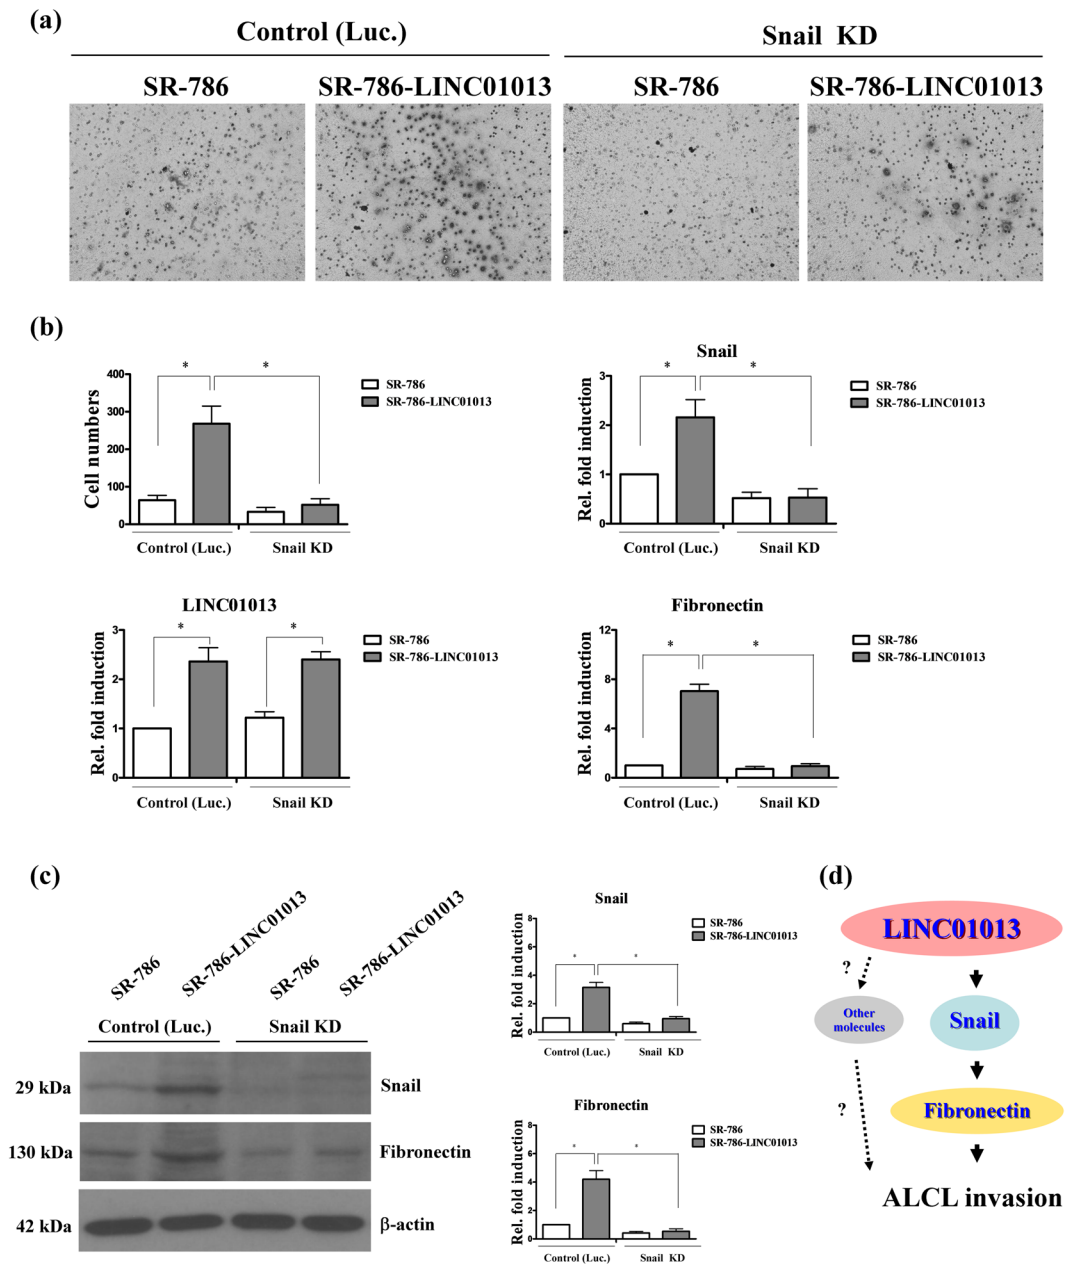 (a)
Control (Luc.)
Snail KD
SR-786
SR-786-LINC01013
SR-786
SR-786-LINC01013
(b)
Cell numbers
400
300
200
100
0
*
*
SR-786
SR-786-LINC01013
Control (Luc.)
Snail KD
Snail
Rel. fold induction
3
2
1
0
*
*
SR-786
SR-786-LINC01013
Control (Luc.)
Snail KD
LINC01013
Rel. fold induction
3
2
1
0
*
*
SR-786
SR-786-LINC01013
Control (Luc.)
Snail KD
Fibronectin
Rel. fold induction
12
8
4
0
*
*
SR-786
SR-786-LINC01013
Control (Luc.)
Snail KD
(c)
SR-786
SR-786-LINC01013
SR-786
SR-786-LINC01013
Control (Luc.)
Snail KD
29 kDa
Snail
130 kDa
Fibronectin
42 kDa
β-actin
Snail
Rel. fold induction
8
6
4
2
0
*
*
SR-786
SR-786-LINC01013
Control (Luc.)
Snail KD
Fibronectin
Rel. fold induction
8
6
4
2
0
*
*
SR-786
SR-786-LINC01013
Control (Luc.)
Snail KD
(d)
LINC01013
?
Other
molecules
Snail
?
Fibronectin
ALCL invasion